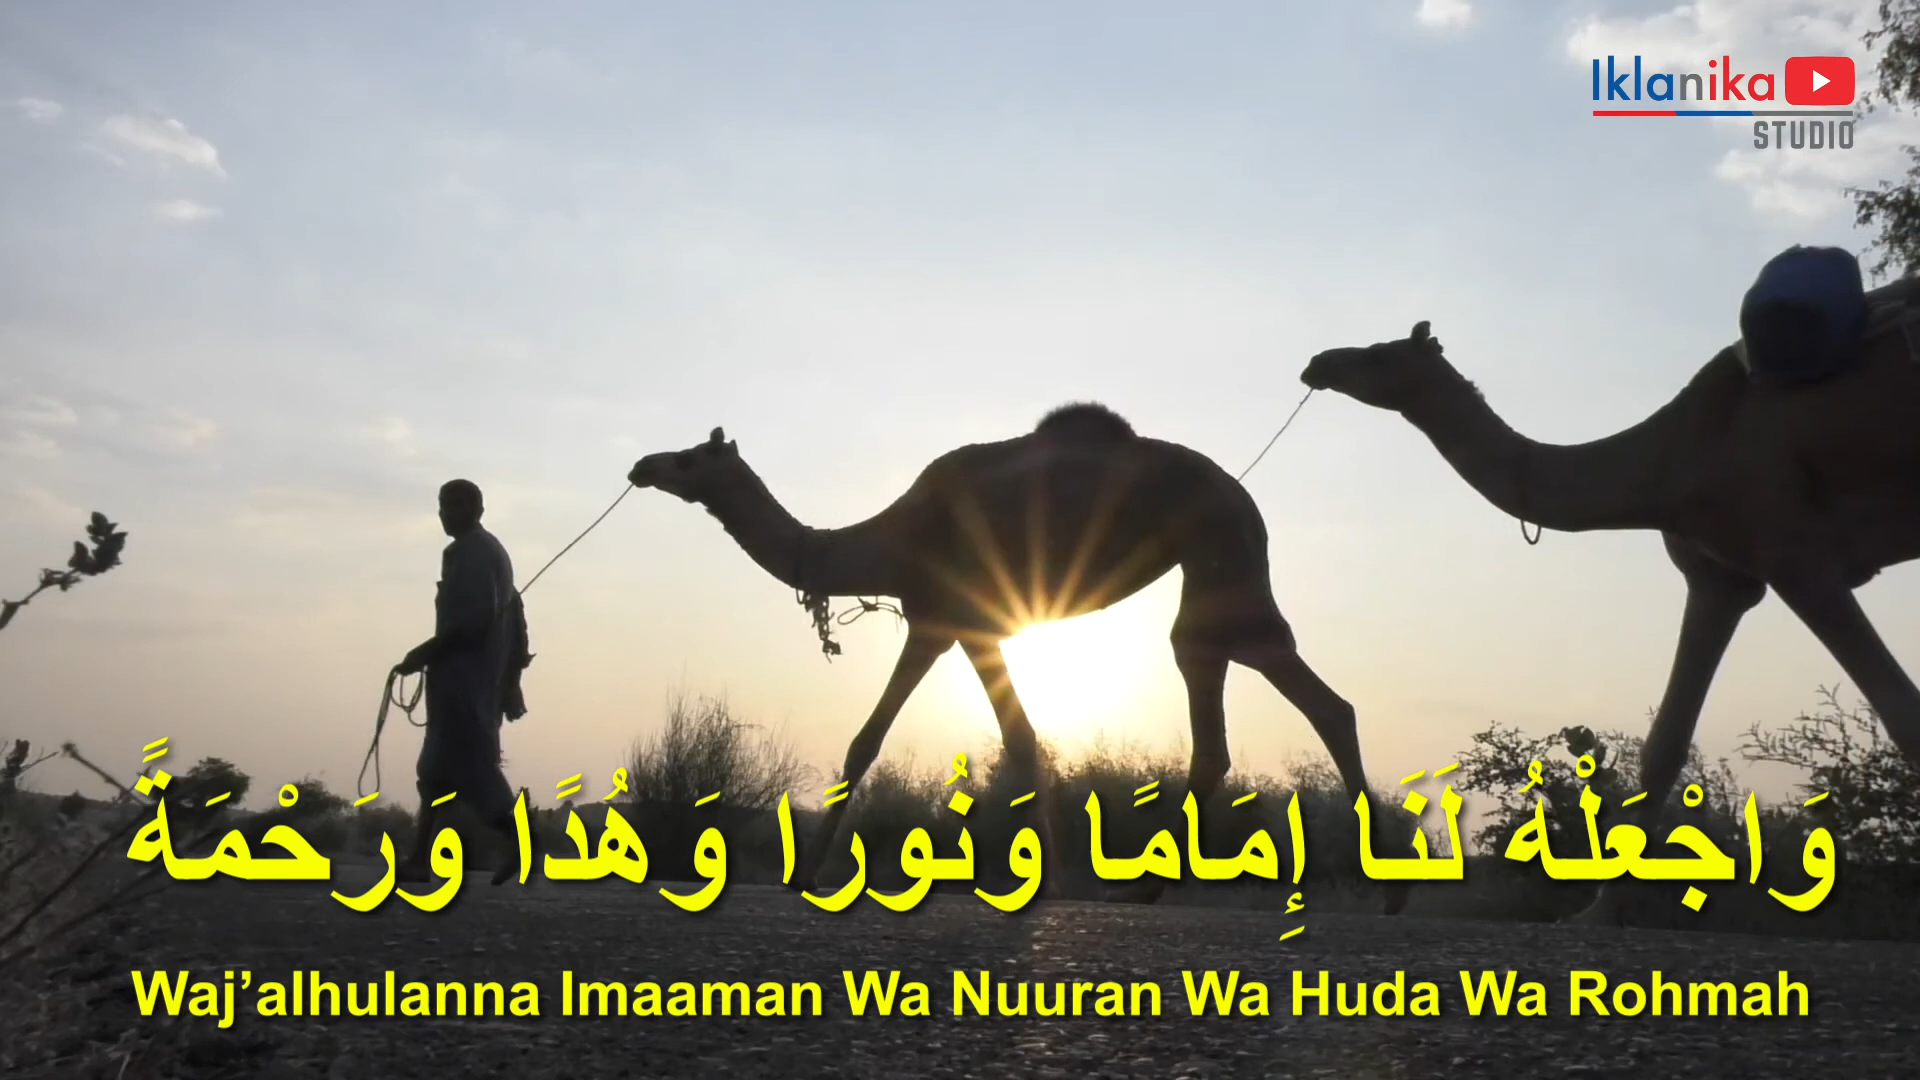 Iklanika
STUDIO
وَاجْعَلْهُ لَنَا إِمَامًا وَنُورًا وَهُدًا وَرَحْمَةً
Waj’alhulanna Imaaman Wa Nuuran Wa Huda Wa Rohmah